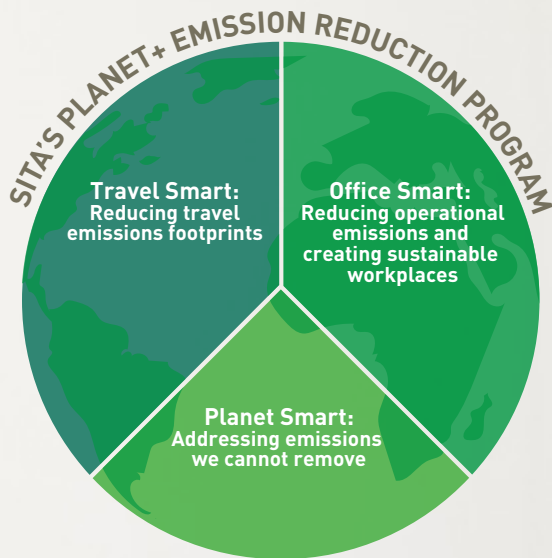 SITA'S PLANET+ EMISSION REDUCTION PROGRAM
Travel Smart:
Reducing travel
emissions footprints
Office Smart:
Reducing operational
emissions and
creating sustainable
workplaces
Planet Smart:
Addressing emissions
we cannot remove